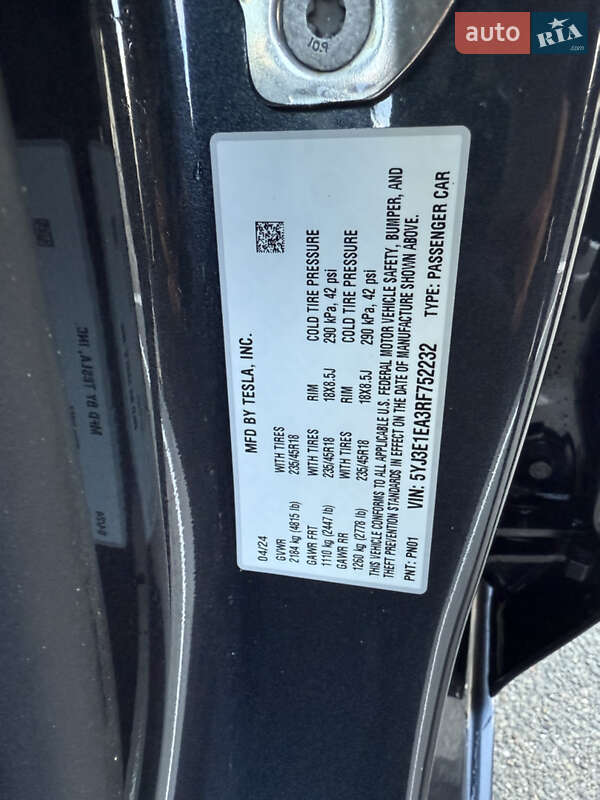 auto RIA .com
10.9
MFD BY TESLA, INC.
04/24
GVWR WITH TIRES RIM COLD TIRE PRESSURE
2184 kg (4815 lb) 235/45R18 18X8.5J 290 kPa, 42 psi
GAWR FRT WITH TIRES RIM COLD TIRE PRESSURE
1110 kg (2447 lb) 235/45R18 18X8.5J 290 kPa, 42 psi
GAWR RR
1260 kg (2778 lb)
THIS VEHICLE CONFORMS TO ALL APPLICABLE U.S. FEDERAL MOTOR VEHICLE SAFETY, BUMPER, AND
THEFT PREVENTION STANDARDS IN EFFECT ON THE DATE OF MANUFACTURE SHOWN ABOVE.
VIN: 5YJ3E1EA3RF752232 TYPE: PASSENGER CAR
PNT: PN01